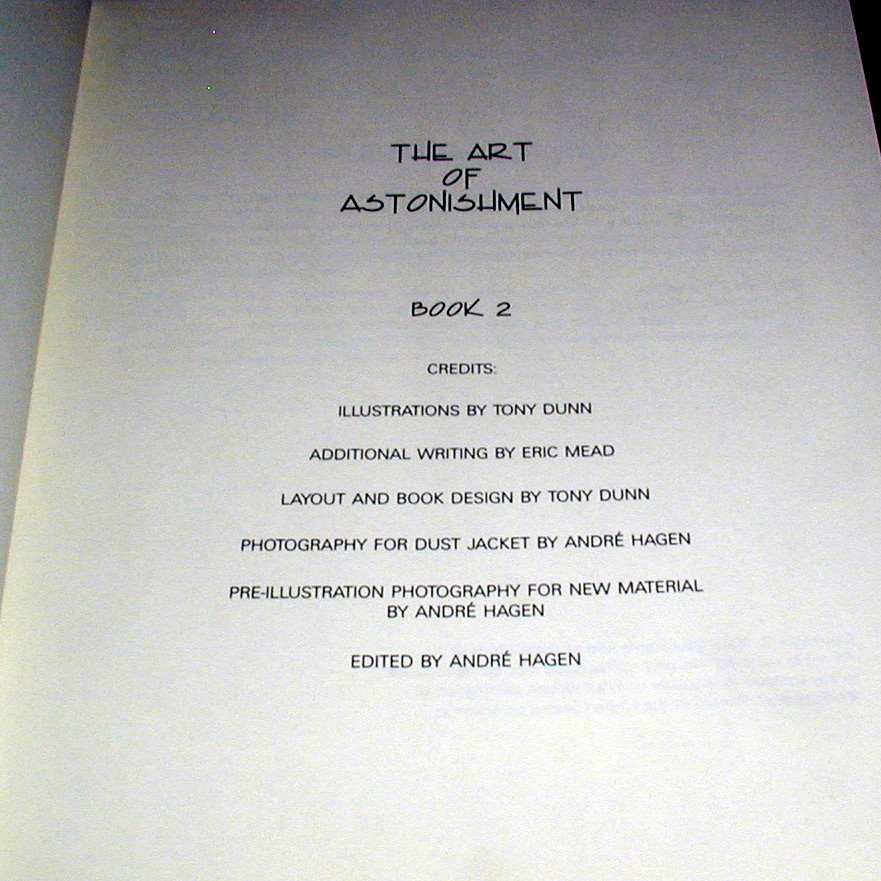 THE ART
OF
ASTONISHMENT
BOOK 2
CREDITS:
ILLUSTRATIONS BY TONY DUNN
ADDITIONAL WRITING BY ERIC MEAD
LAYOUT AND BOOK DESIGN BY TONY DUNN
PHOTOGRAPHY FOR DUST JACKET BY ANDRÉ HAGEN
PRE-ILLUSTRATION PHOTOGRAPHY FOR NEW MATERIAL
BY ANDRÉ HAGEN
EDITED BY ANDRÉ HAGEN